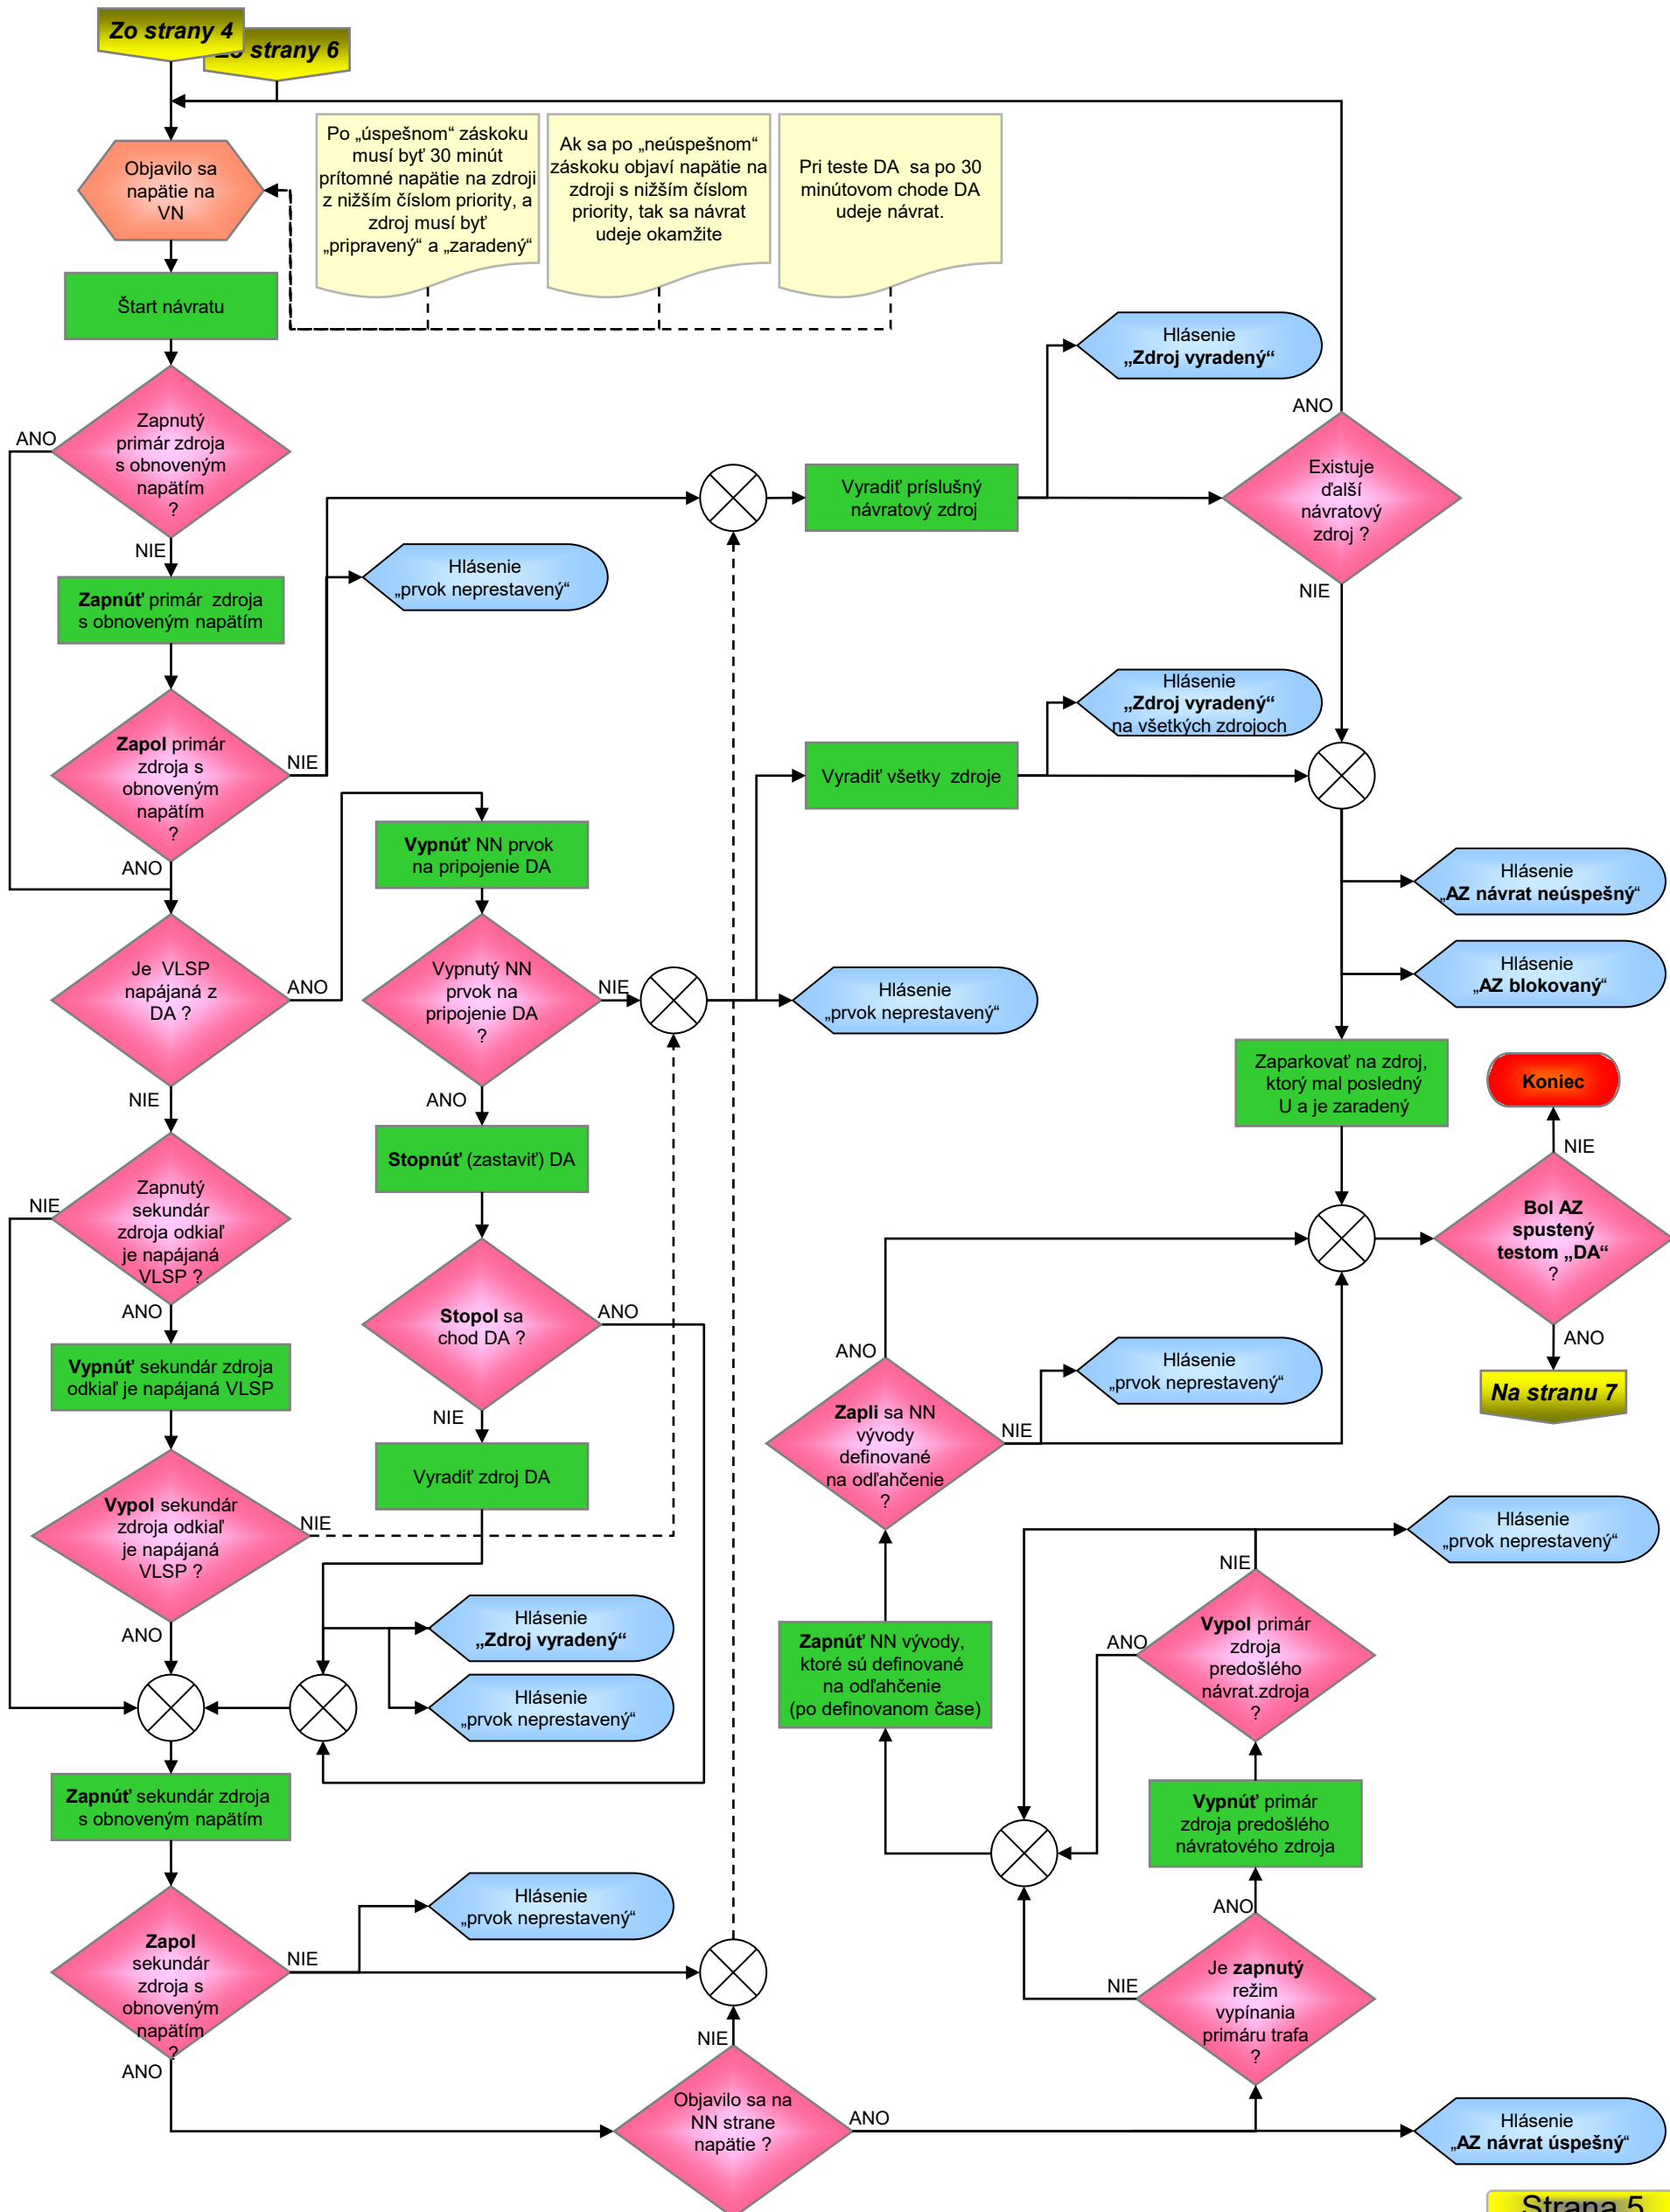 Zo strany 4
Zo strany 6
Objavilo sa
napätie na
VN
Po „úspešnom“ záskoku
musí byť 30 minút
prítomné napätie na zdroji
z nižším číslom priority, a
zdroj musí byť
„pripravený“ a „zaradený“
Ak sa po „neúspešnom“
záskoku objaví napätie na
zdroji s nižším číslom
priority, tak sa návrat
udeje okamžite
Pri teste DA sa po 30
minútovom chode DA
udeje návrat.
Štart návratu
Hlásenie
„Zdroj vyradený“
Zapnutý
primár zdroja
s obnoveným
napätím
?
ANO
NIE
ANO
Existuje
ďalší
návratový
zdroj ?
NIE
Vyradiť príslušný
návratový zdroj
Hlásenie
„prvok neprestavený“
Zapnúť primár zdroja
s obnoveným napätím
Zapol primár
zdroja s
obnoveným
napätím
?
NIE
ANO
Hlásenie
„Zdroj vyradený“
na všetkých zdrojoch
Vyradiť všetky zdroje
Vypnúť NN prvok
na pripojenie DA
Hlásenie
„AZ návrat neúspešný“
Je VLSP
napájaná z
DA ?
ANO
NIE
Vypnutý NN
prvok na
pripojenie DA
?
NIE
ANO
Hlásenie
„prvok neprestavený“
Hlásenie
„AZ blokovaný“
Zaparkovať na zdroj,
ktorý mal posledný
U a je zaradený
Koniec
NIE
Stopnúť (zastaviť) DA
Zapnutý
sekundár
zdroja odkiaľ
je napájaná
VLSP ?
NIE
ANO
Bol AZ
spustený
testom „DA“
?
ANO
Na stranu 7
Stopol sa
chod DA ?
ANO
NIE
Vypnúť sekundár zdroja
odkiaľ je napájaná VLSP
ANO
Hlásenie
„prvok neprestavený“
Zapli sa NN
vývody
definované
na odľahčenie
?
NIE
Vyradiť zdroj DA
Vypol sekundár
zdroja odkiaľ
je napájaná
VLSP ?
NIE
ANO
Hlásenie
„prvok neprestavený“
NIE
Hlásenie
„Zdroj vyradený“
Hlásenie
„prvok neprestavený“
Zapnúť NN vývody,
ktoré sú definované
na odľahčenie
(po definovanom čase)
ANO
Vypol primár
zdroja
predošlého
návrat.zdroja
?
Zapnúť sekundár zdroja
s obnoveným napätím
Vypnúť primár
zdroja predošlého
návratového zdroja
Hlásenie
„prvok neprestavený“
ANO
Zapol
sekundár
zdroja s
obnoveným
napätím
?
NIE
ANO
NIE
Je zapnutý
režim
vypínania
primáru trafa
?
NIE
Objavilo sa na
NN strane
napätie ?
ANO
Hlásenie
„AZ návrat úspešný“
Strana 5